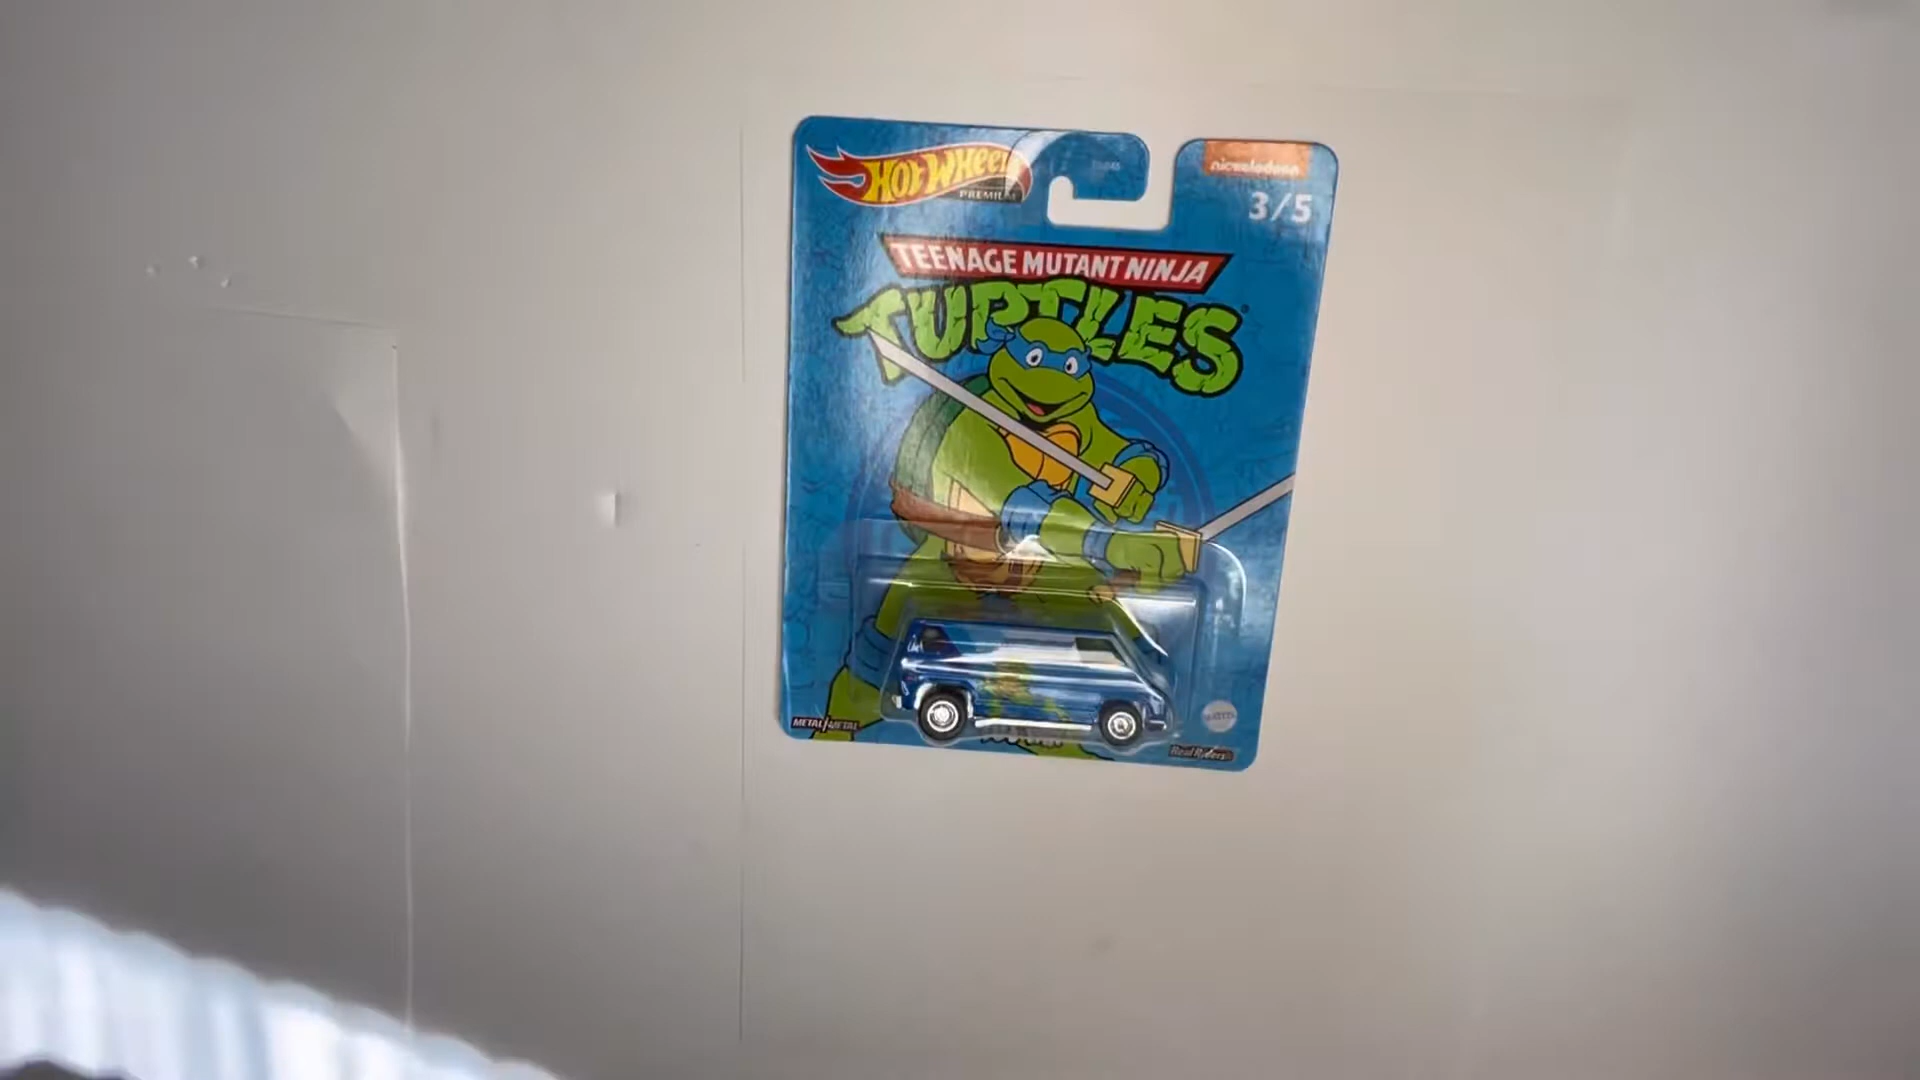 HOT WHEELS
PREMIUM
nickelodeon
3/5
TEENAGE MUTANT NINJA
TURTLES
METAL/METAL
Real Riders